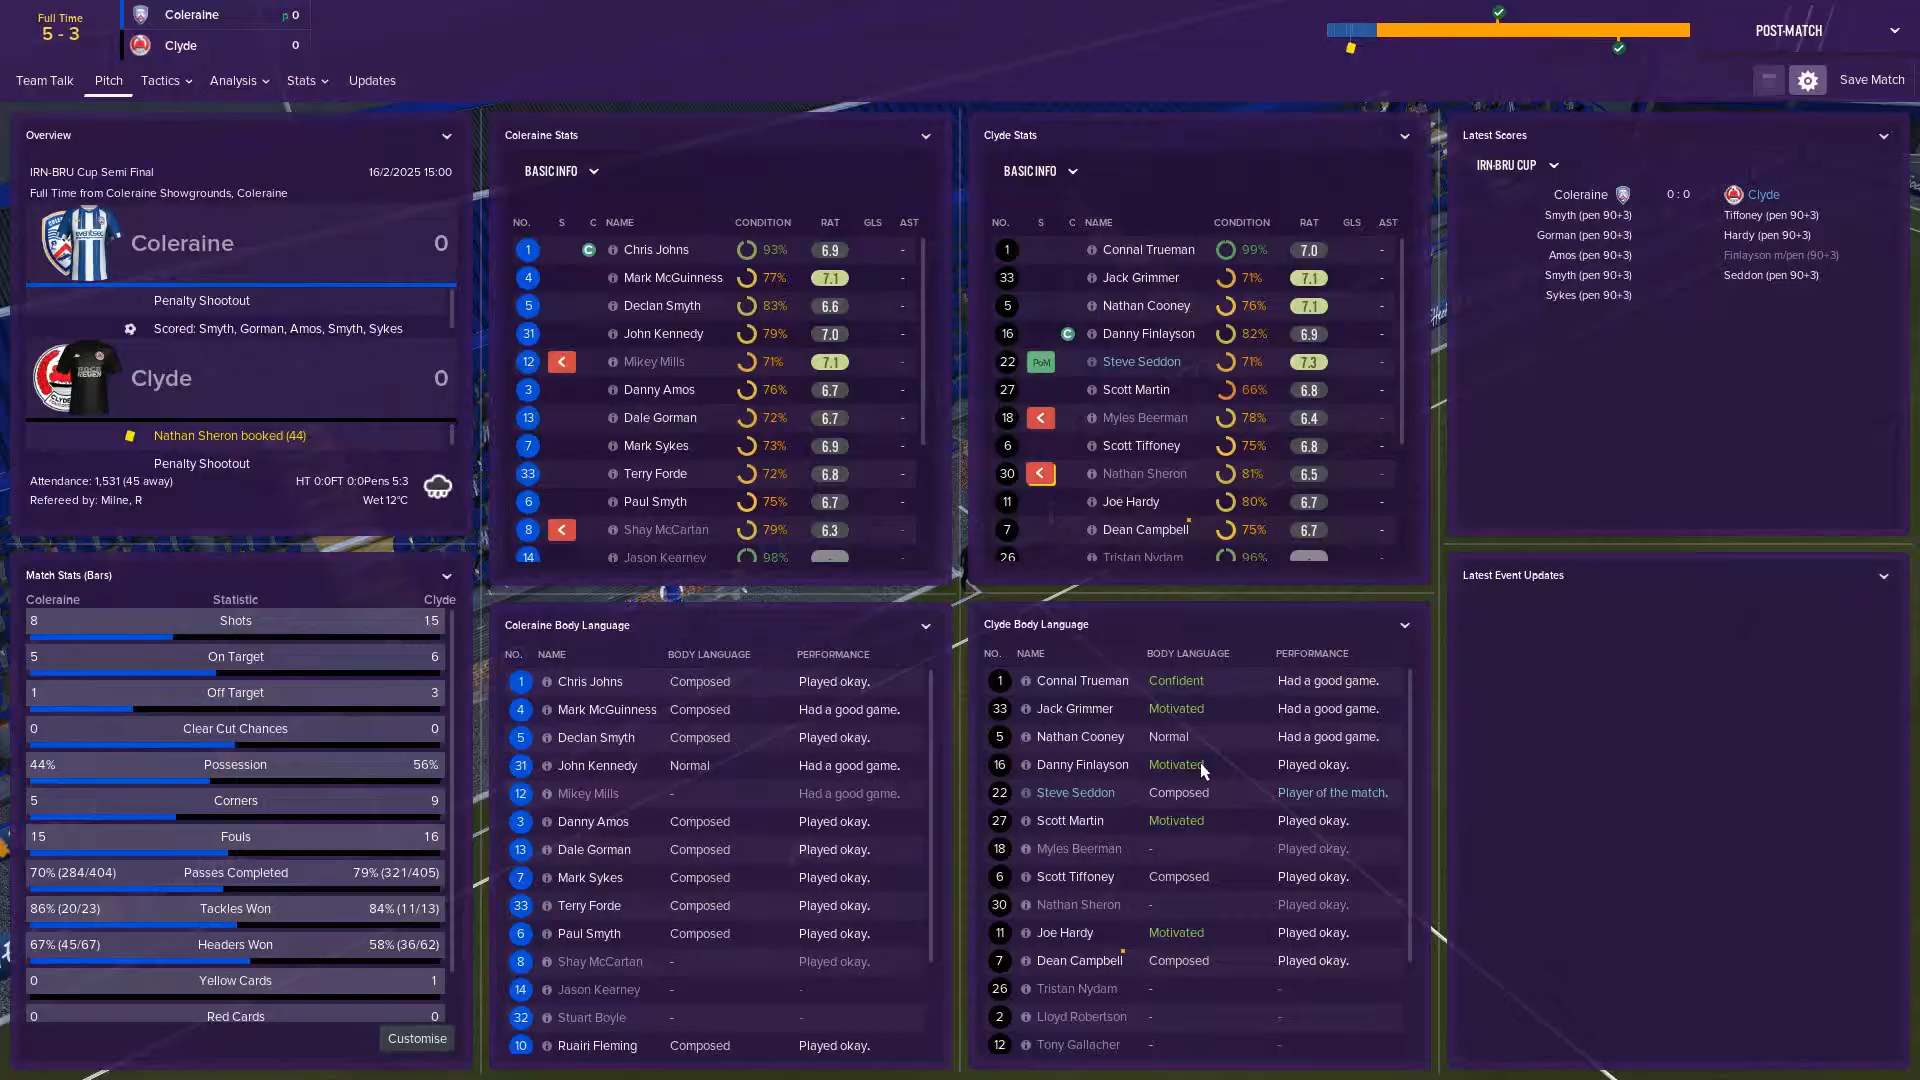 Full Time
5 - 3
Coleraine p 0
Clyde 0
POST-MATCH
Team Talk Pitch Tactics Analysis Stats Updates
Save Match
Overview
IRN-BRU Cup Semi Final 16/2/2025 15:00
Full Time from Coleraine Showgrounds, Coleraine
Coleraine 0
Penalty Shootout
Scored: Smyth, Gorman, Amos, Smyth, Sykes
Clyde 0
Nathan Sheron booked (44)
Penalty Shootout
Attendance: 1,531 (45 away) HT 0:0FT 0:0Pens 5:3
Refereed by: Milne, R Wet 12°C
Match Stats (Bars)
Coleraine Statistic Clyde
8 Shots 15
5 On Target 6
1 Off Target 3
0 Clear Cut Chances 0
44% Possession 56%
5 Corners 9
15 Fouls 16
70% (284/404) Passes Completed 79% (321/405)
86% (20/23) Tackles Won 84% (11/13)
67% (45/67) Headers Won 58% (36/62)
0 Yellow Cards 1
0 Red Cards 0
Customise
Coleraine Stats
BASIC INFO
NO. S C NAME CONDITION RAT GLS AST
1 C Chris Johns 93% 6.9 -
4 Mark McGuinness 77% 7.1 -
5 Declan Smyth 83% 6.6 -
31 John Kennedy 79% 7.0 -
12 Mikey Mills 71% 7.1 -
3 Danny Amos 76% 6.7 -
13 Dale Gorman 72% 6.7 -
7 Mark Sykes 73% 6.9 -
33 Terry Forde 72% 6.8 -
6 Paul Smyth 75% 6.7 -
8 Shay McCartan 79% 6.3 -
14 Jason Kearney 98% -
Coleraine Body Language
NO. NAME BODY LANGUAGE PERFORMANCE
1 Chris Johns Composed Played okay.
4 Mark McGuinness Composed Had a good game.
5 Declan Smyth Composed Played okay.
31 John Kennedy Normal Had a good game.
12 Mikey Mills - Had a good game.
3 Danny Amos Composed Played okay.
13 Dale Gorman Composed Played okay.
7 Mark Sykes Composed Played okay.
33 Terry Forde Composed Played okay.
6 Paul Smyth Composed Played okay.
8 Shay McCartan - Played okay.
14 Jason Kearney - -
32 Stuart Boyle - -
10 Ruairi Fleming Composed Played okay.
Clyde Stats
BASIC INFO
NO. S C NAME CONDITION RAT GLS AST
1 Connal Trueman 99% 7.0 -
33 Jack Grimmer 71% 7.1 -
5 Nathan Cooney 76% 7.1 -
16 C Danny Finlayson 82% 6.9 -
22 PoM Steve Seddon 71% 7.3 -
27 Scott Martin 66% 6.8 -
18 Myles Beerman 78% 6.4 -
6 Scott Tiffoney 75% 6.8 -
30 Nathan Sheron 81% 6.5 -
11 Joe Hardy 80% 6.7 -
7 Dean Campbell 75% 6.7 -
26 Tristan Nydam 96% -
Clyde Body Language
NO. NAME BODY LANGUAGE PERFORMANCE
1 Connal Trueman Confident Had a good game.
33 Jack Grimmer Motivated Had a good game.
5 Nathan Cooney Normal Had a good game.
16 Danny Finlayson Motivated Played okay.
22 Steve Seddon Composed Player of the match.
27 Scott Martin Motivated Played okay.
18 Myles Beerman - Played okay.
6 Scott Tiffoney Composed Played okay.
30 Nathan Sheron - Played okay.
11 Joe Hardy Motivated Played okay.
7 Dean Campbell Composed Played okay.
26 Tristan Nydam - -
2 Lloyd Robertson - -
12 Tony Gallacher - -
Latest Scores
IRN-BRU CUP
Coleraine 0 : 0 Clyde
Smyth (pen 90+3) Tiffoney (pen 90+3)
Gorman (pen 90+3) Hardy (pen 90+3)
Amos (pen 90+3) Finlayson m/pen (90+3)
Smyth (pen 90+3) Seddon (pen 90+3)
Sykes (pen 90+3)
Latest Event Updates